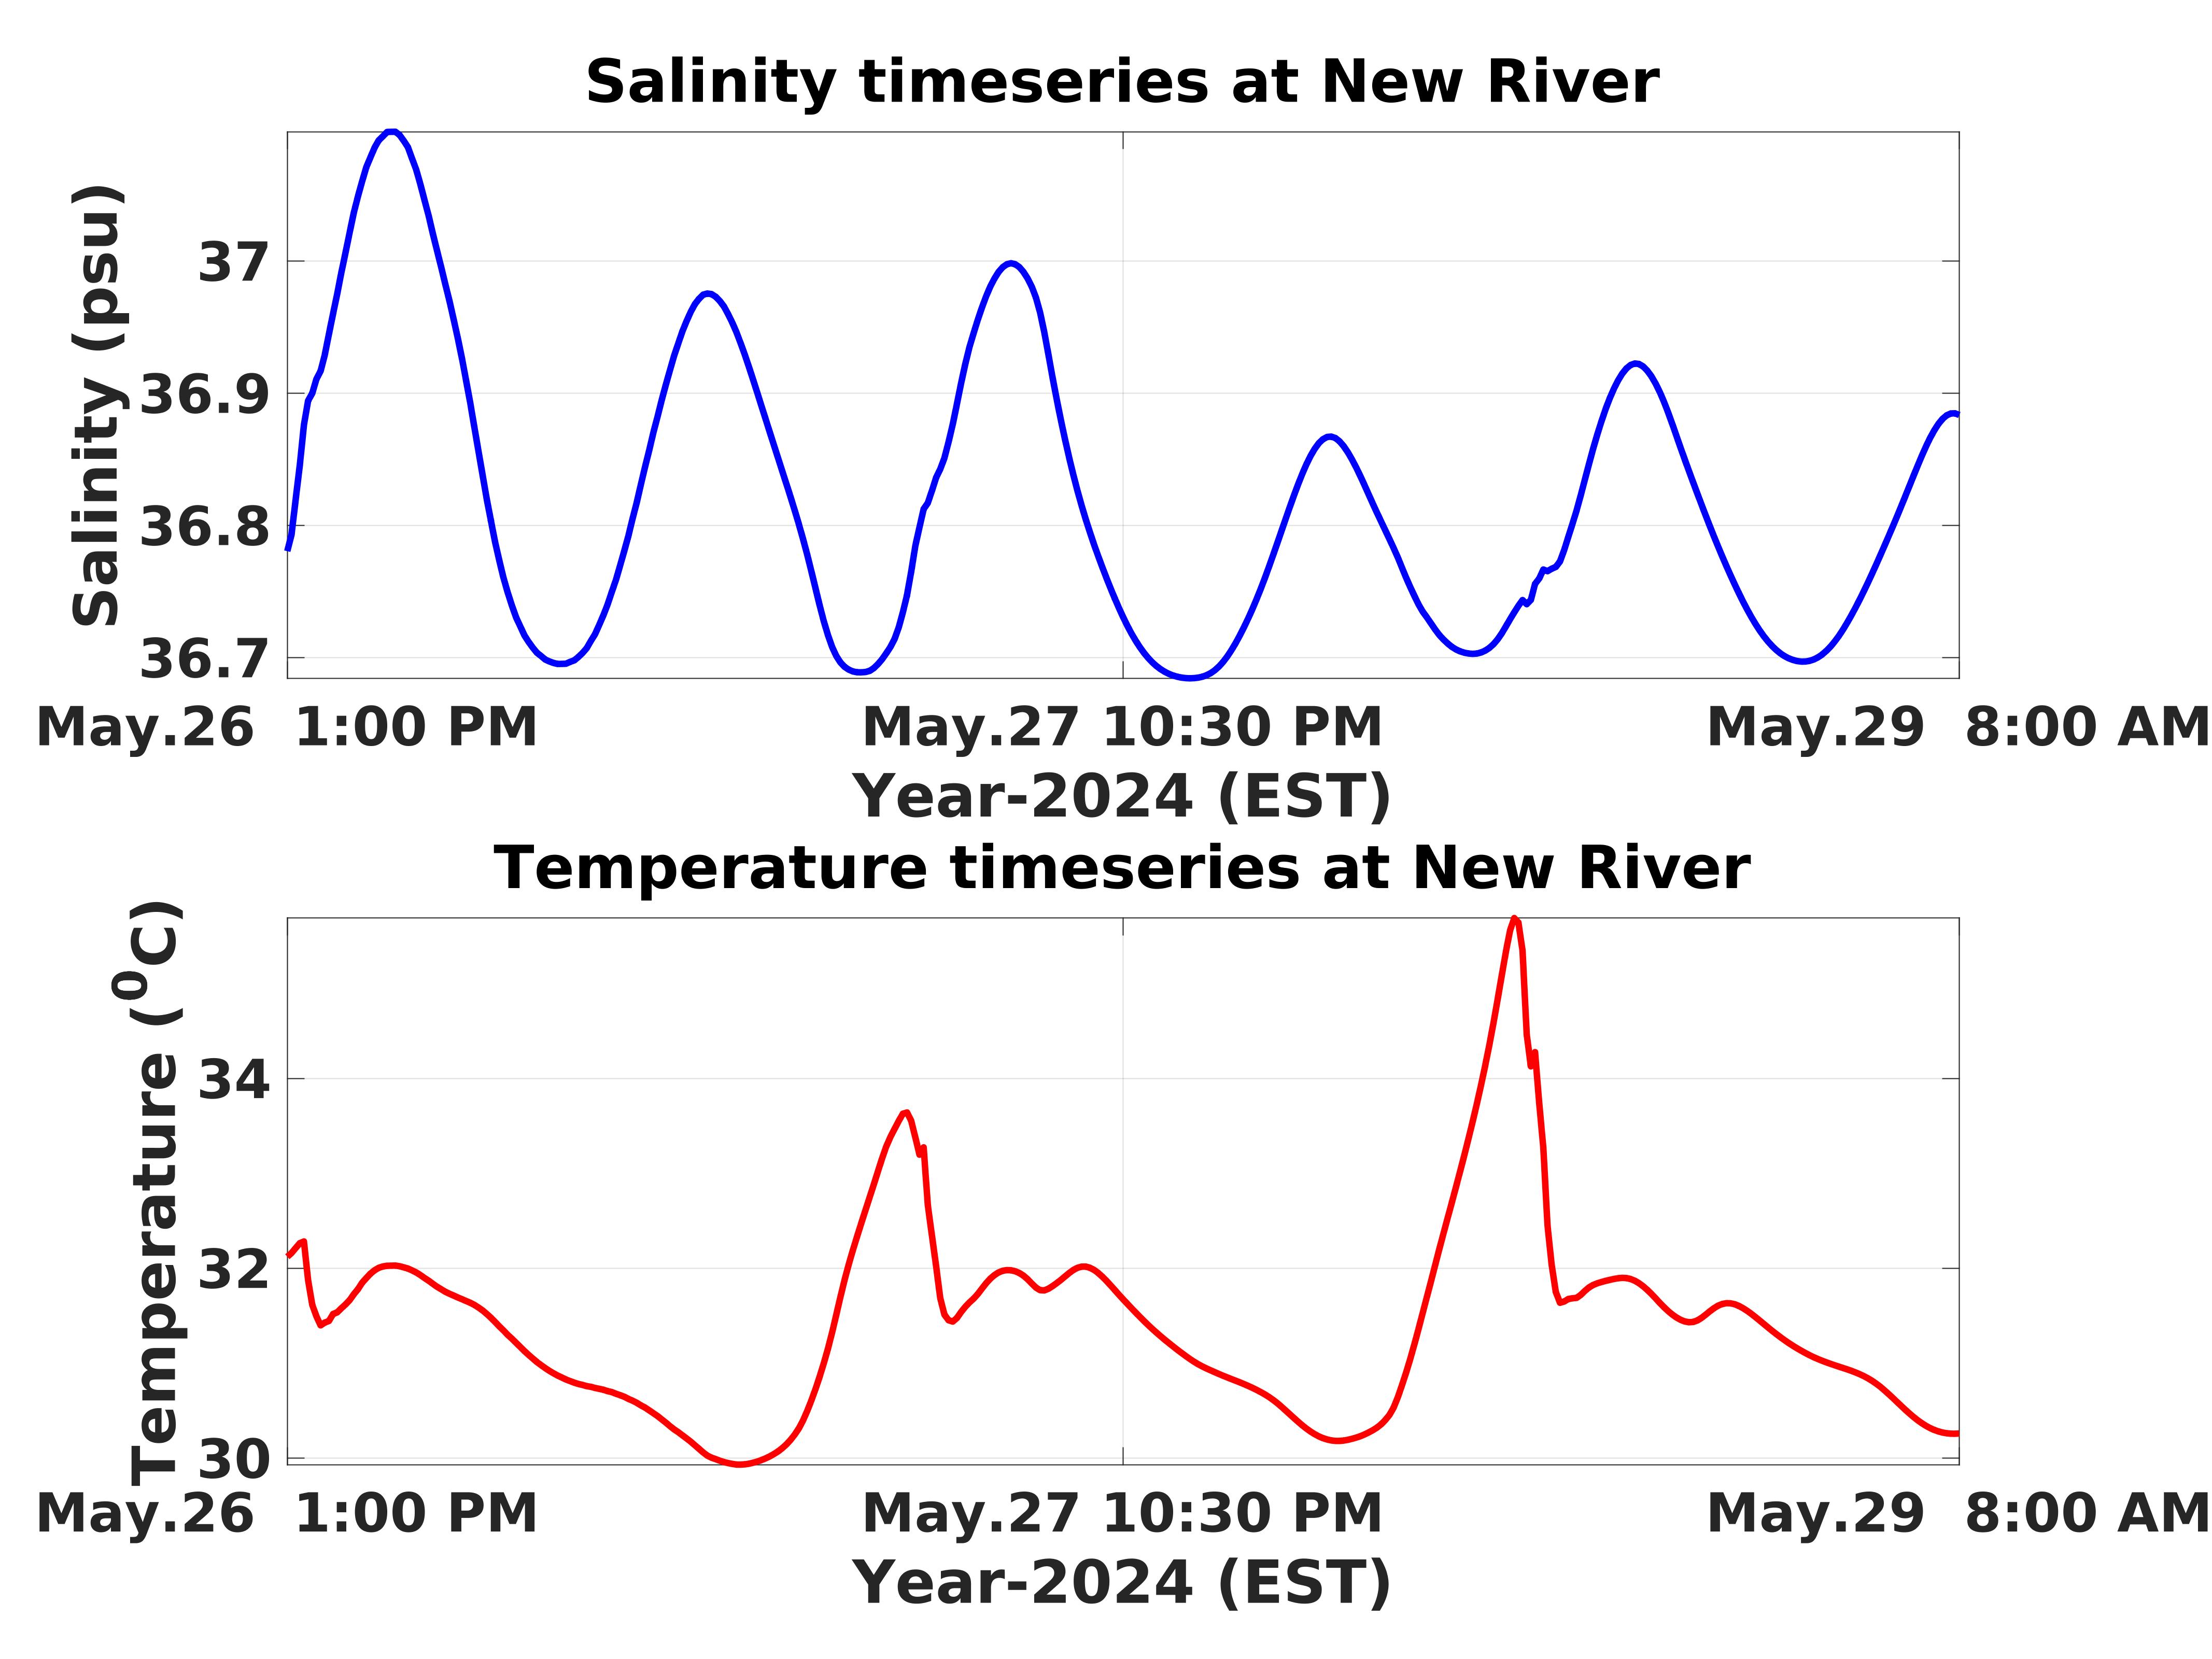 Salinity timeseries at New River
Salinity (psu)
37
36.9
36.8
36.7
May.26  1:00 PM
May.27 10:30 PM
May.29  8:00 AM
Year-2024 (EST)
Temperature timeseries at New River
Temperature (⁰C)
34
32
30
May.26  1:00 PM
May.27 10:30 PM
May.29  8:00 AM
Year-2024 (EST)